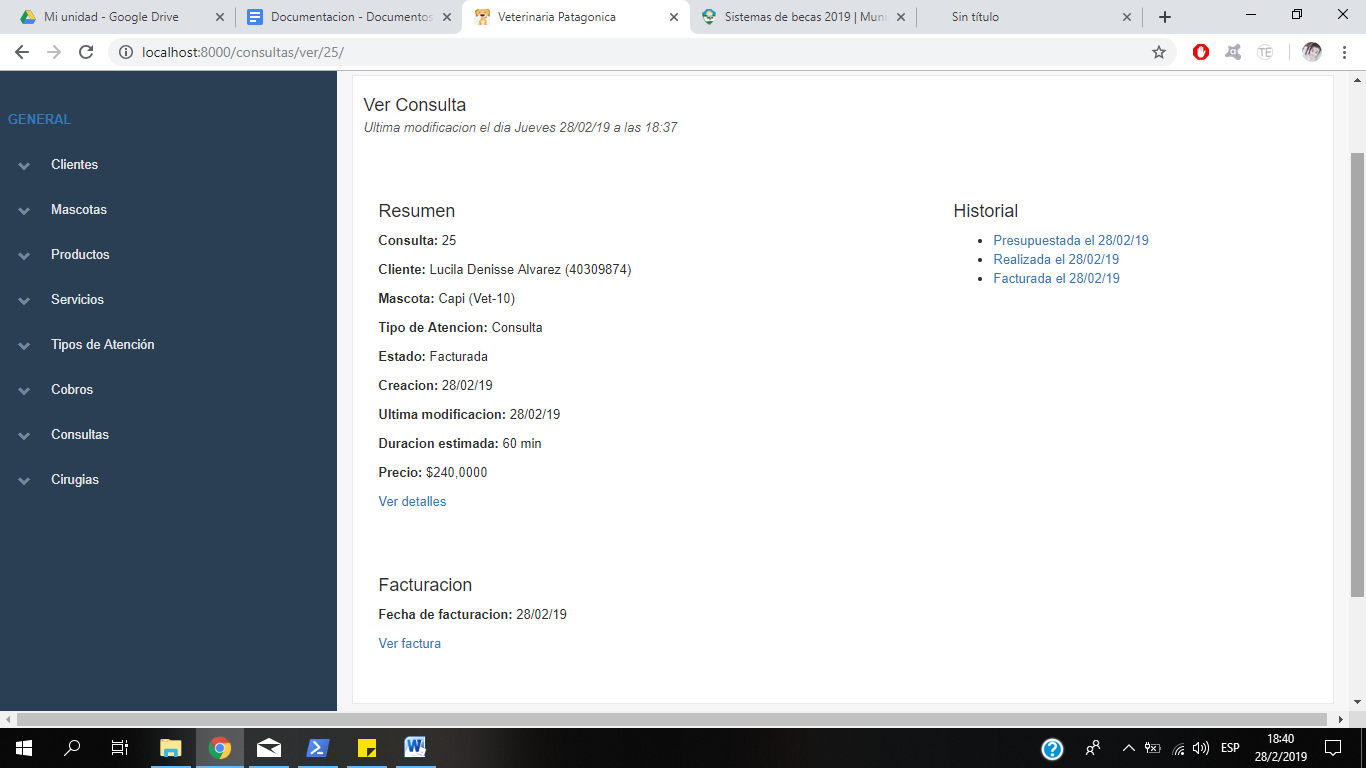 Mi unidad - Google Drive
Documentacion - Documentos
Veterinaria Patagonica
Sistemas de becas 2019 | Muni
Sin título
localhost:8000/consultas/ver/25/
TE
GENERAL
Clientes
Mascotas
Productos
Servicios
Tipos de Atención
Cobros
Consultas
Cirugias
Ver Consulta
Ultima modificacion el dia Jueves 28/02/19 a las 18:37
Resumen
Consulta: 25
Cliente: Lucila Denisse Alvarez (40309874)
Mascota: Capi (Vet-10)
Tipo de Atencion: Consulta
Estado: Facturada
Creacion: 28/02/19
Ultima modificacion: 28/02/19
Duracion estimada: 60 min
Precio: $240,0000
Ver detalles
Historial
Presupuestada el 28/02/19
Realizada el 28/02/19
Facturada el 28/02/19
Facturacion
Fecha de facturacion: 28/02/19
Ver factura
ESP
18:40
28/2/2019